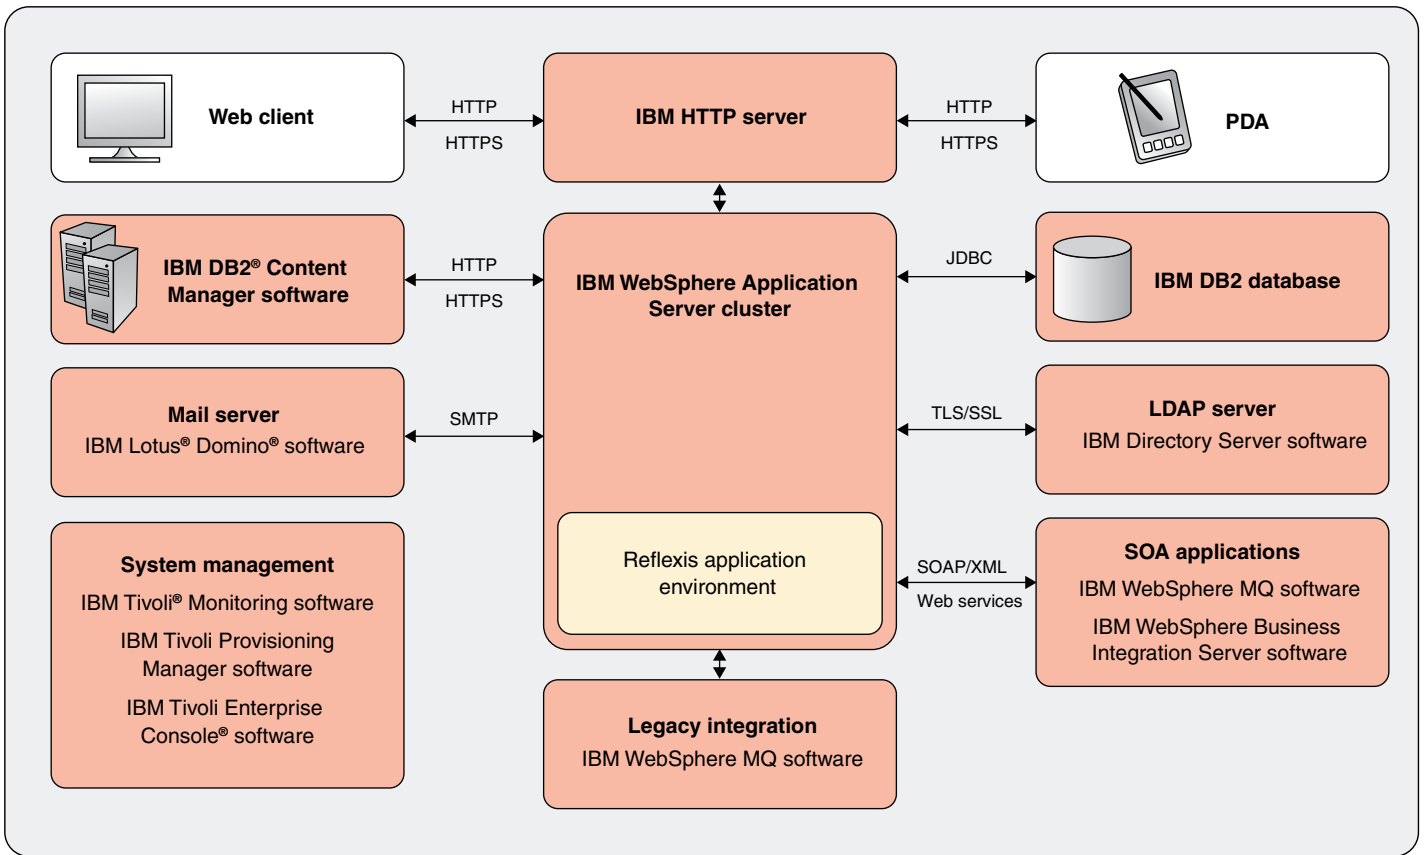 Web client
HTTP
HTTPS
IBM HTTP server
HTTP
HTTPS
PDA
IBM DB2® Content
Manager software
HTTP
HTTPS
IBM WebSphere Application
Server cluster
JDBC
IBM DB2 database
Mail server
IBM Lotus® Domino® software
SMTP
TLS/SSL
LDAP server
IBM Directory Server software
System management
IBM Tivoli® Monitoring software
IBM Tivoli Provisioning
Manager software
IBM Tivoli Enterprise
Console® software
Reflexis application
environment
SOAP/XML
Web services
SOA applications
IBM WebSphere MQ software
IBM WebSphere Business
Integration Server software
Legacy integration
IBM WebSphere MQ software